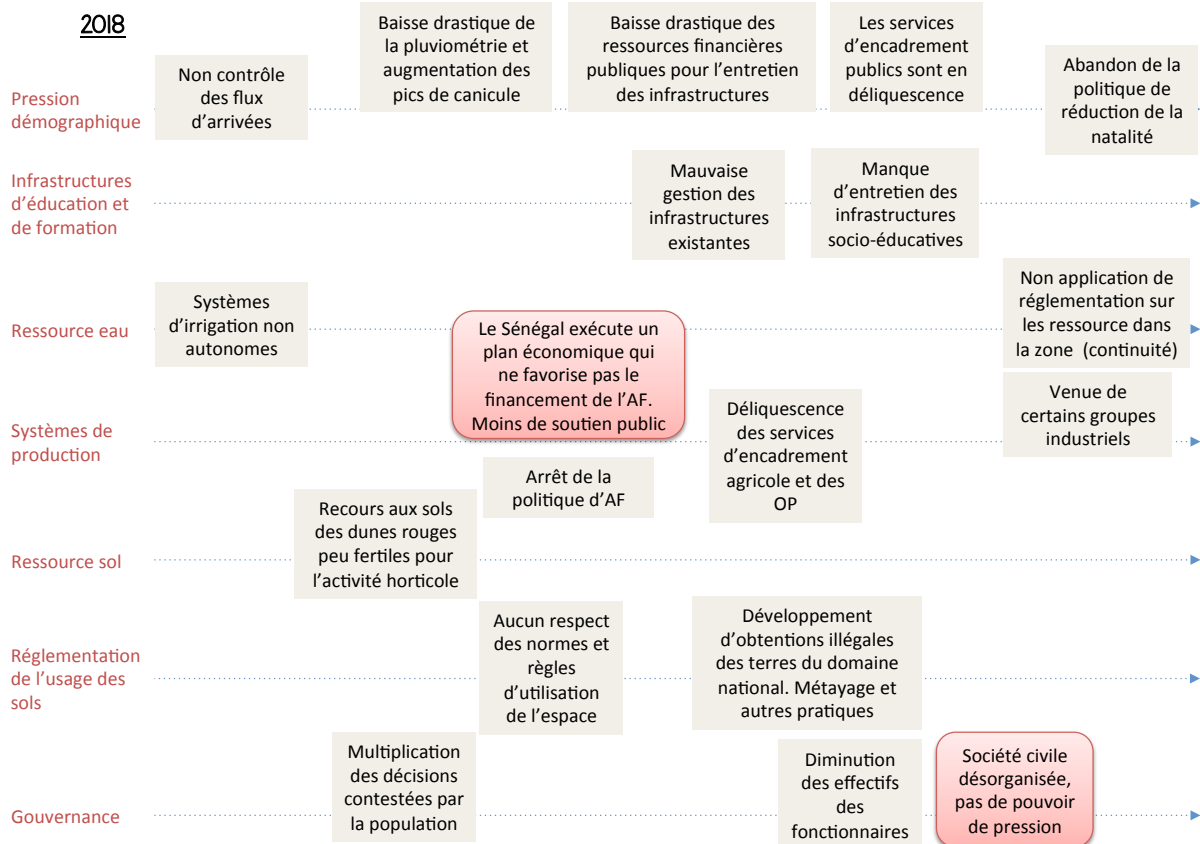 2018
Pression
démographique
Non contrôle
des flux
d'arrivées
Baisse drastique de
la pluviométrie et
augmentation des
pics de canicule
Baisse drastique des
ressources financières
publiques pour l'entretien
des infrastructures
Les services
d'encadrement
publics sont en
déliquescence
Abandon de la
politique de
réduction de la
natalité
Infrastructures
d'éducation et
de formation
Mauvaise
gestion des
infrastructures
existantes
Manque
d'entretien des
infrastructures
socio-éducatives
Ressource eau
Systèmes
d'irrigation non
autonomes
Le Sénégal exécute un
plan économique qui
ne favorise pas le
financement de l'AF.
Moins de soutien public
Non application de
réglementation sur
les ressource dans
la zone (continuité)
Systèmes de
production
Arrêt de la
politique d'AF
Déliquescence
des services
d'encadrement
agricole et des
OP
Venue de
certains groupes
industriels
Ressource sol
Recours aux sols
des dunes rouges
peu fertiles pour
l'activité horticole
Réglementation
de l'usage des
sols
Aucun respect
des normes et
règles
d'utilisation
de l'espace
Développement
d'obtentions illégales
des terres du domaine
national. Métayage et
autres pratiques
Gouvernance
Multiplication
des décisions
contestées par
la population
Diminution
des effectifs
des
fonctionnaires
Société civile
désorganisée,
pas de pouvoir
de pression